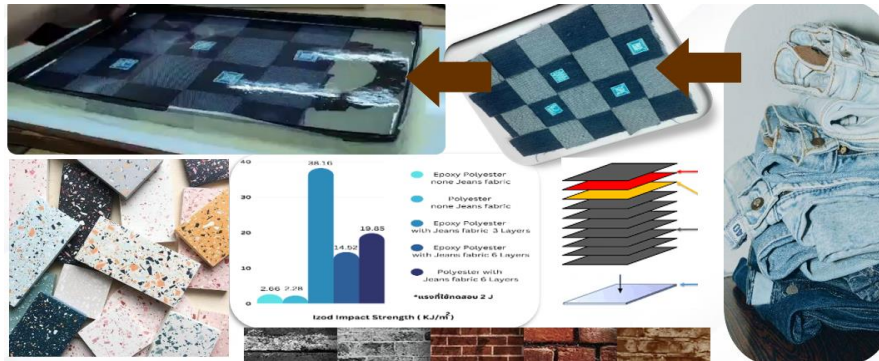 40
30
20
10
0
2.66
2.28
38.16
14.52
19.85
Epoxy Polyester
none Jeans fabric
Polyester
none Jeans fabric
Epoxy Polyester
with Jeans fabric 3 Layers
Epoxy Polyester
with Jeans fabric 6 Layers
Polyester with
Jeans fabric 6 Layers
*แรงที่ใช้ทดสอบ 2 J
Izod Impact Strength ( KJ/m²)